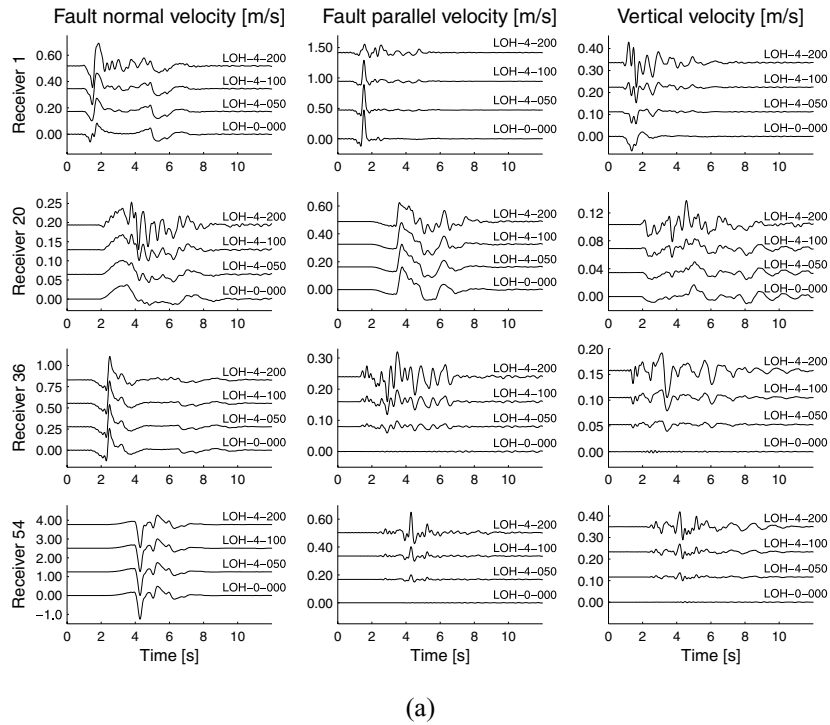 Fault normal velocity [m/s]
Fault parallel velocity [m/s]
Vertical velocity [m/s]
Receiver 1
0.60
0.40
0.20
0.00
LOH−4−200
LOH−4−100
LOH−4−050
LOH−0−000
0 2 4 6 8 10
1.50
1.00
0.50
0.00
LOH−4−200
LOH−4−100
LOH−4−050
LOH−0−000
0 2 4 6 8 10
0.40
0.30
0.20
0.10
0.00
LOH−4−200
LOH−4−100
LOH−4−050
LOH−0−000
0 2 4 6 8 10
Receiver 20
0.25
0.20
0.15
0.10
0.05
0.00
LOH−4−200
LOH−4−100
LOH−4−050
LOH−0−000
0 2 4 6 8 10
0.60
0.40
0.20
0.00
LOH−4−200
LOH−4−100
LOH−4−050
LOH−0−000
0 2 4 6 8 10
0.12
0.08
0.04
0.00
LOH−4−200
LOH−4−100
LOH−4−050
LOH−0−000
0 2 4 6 8 10
Receiver 36
1.00
0.75
0.50
0.25
0.00
LOH−4−200
LOH−4−100
LOH−4−050
LOH−0−000
0 2 4 6 8 10
0.30
0.20
0.10
0.00
LOH−4−200
LOH−4−100
LOH−4−050
LOH−0−000
0 2 4 6 8 10
0.20
0.15
0.10
0.05
0.00
LOH−4−200
LOH−4−100
LOH−4−050
LOH−0−000
0 2 4 6 8 10
Receiver 54
4.00
3.00
2.00
1.00
0.00
−1.0
LOH−4−200
LOH−4−100
LOH−4−050
LOH−0−000
0 2 4 6 8 10
Time [s]
0.60
0.40
0.20
0.00
LOH−4−200
LOH−4−100
LOH−4−050
LOH−0−000
0 2 4 6 8 10
Time [s]
0.40
0.30
0.20
0.10
0.00
LOH−4−200
LOH−4−100
LOH−4−050
LOH−0−000
0 2 4 6 8 10
Time [s]
(a)